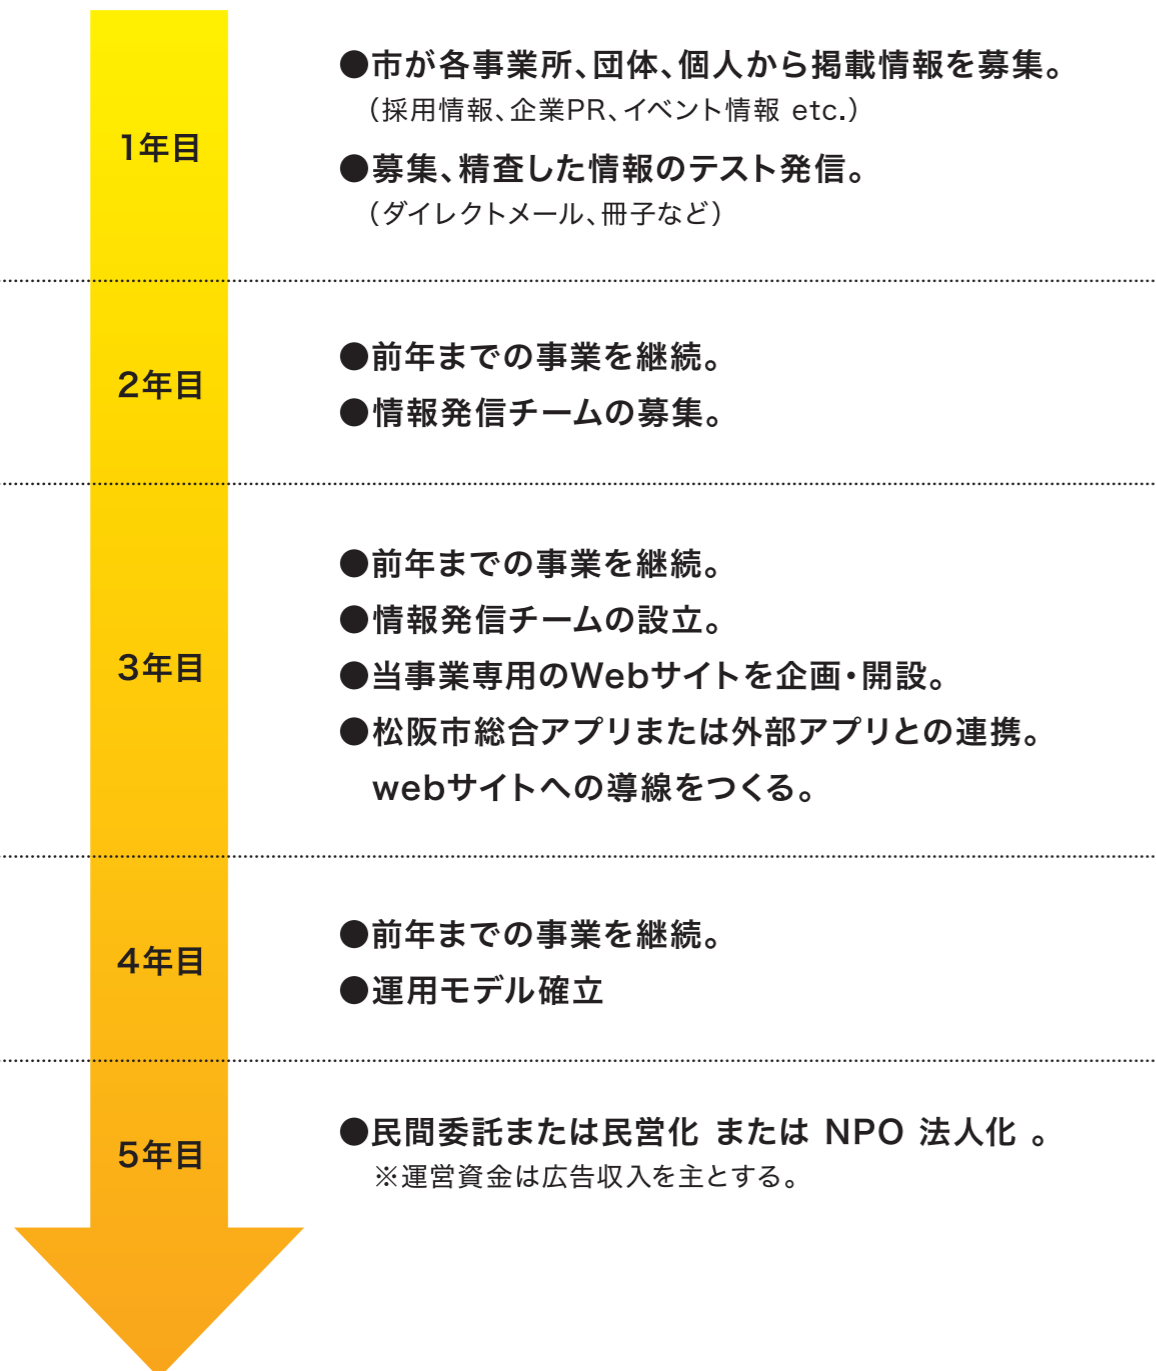 1年目
●市が各事業所、団体、個人から掲載情報を募集。
（採用情報、企業PR、イベント情報 etc.）
●募集、精査した情報のテスト発信。
（ダイレクトメール、冊子など）
2年目
●前年までの事業を継続。
●情報発信チームの募集。
3年目
●前年までの事業を継続。
●情報発信チームの設立。
●当事業専用のWebサイトを企画・開設。
●松阪市総合アプリまたは外部アプリとの連携。
webサイトへの導線をつくる。
4年目
●前年までの事業を継続。
●運用モデル確立
5年目
●民間委託または民営化 または NPO 法人化 。
※運営資金は広告収入を主とする。